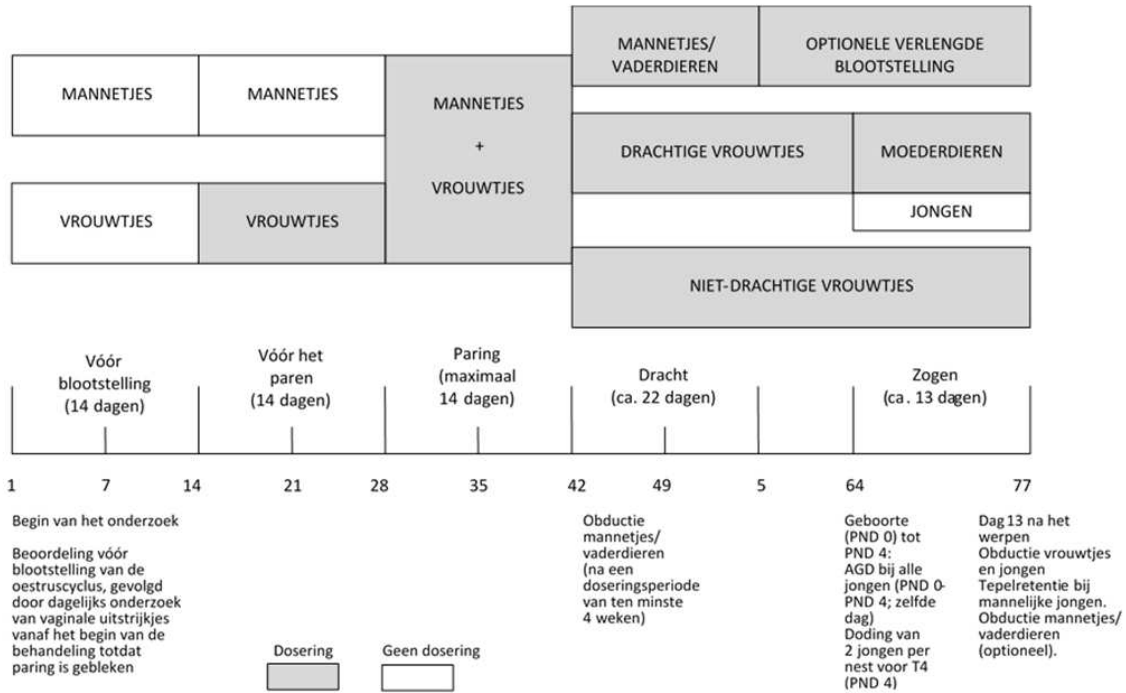 MANNETJES
MANNETJES
MANNETJES
+
VROUWTJES
MANNETJES/
VADERDIEREN
OPTIONELE VERLENGDE
BLOOTSTELLING
DRACHTIGE VROUWTJES
MOEDERDIEREN
JONGEN
VROUWTJES
VROUWTJES
NIET-DRACHTIGE VROUWTJES
Vóór
blootstelling
(14 dagen)
Vóór het
paren
(14 dagen)
Paring
(maximaal
14 dagen)
Dracht
(ca. 22 dagen)
Zogen
(ca. 13 dagen)
1 7 14 21 28 35 42 49 5 64 77
Begin van het onderzoek
Beoordeling vóór
blootstelling van de
oestruscyclus, gevolgd
door dagelijks onderzoek
van vaginale uitstrijkjes
vanaf het begin van de
behandeling totdat
paring is gebleken
Dosering
Geen dosering
Obductie
mannetjes/
vaderdieren
(na een
doseringsperiode
van ten minste
4 weken)
Geboorte
(PND 0) tot
PND 4:
AGD bij alle
jongen (PND 0-
PND 4; zelfde
dag)
Doding van
2 jongen per
nest voor T4
(PND 4)
Dag 13 na het
werpen
Obductie vrouwtjes
en jongen
Tepelretentie bij
mannelijke jongen.
Obductie mannetjes/
vaderdieren
(optioneel).